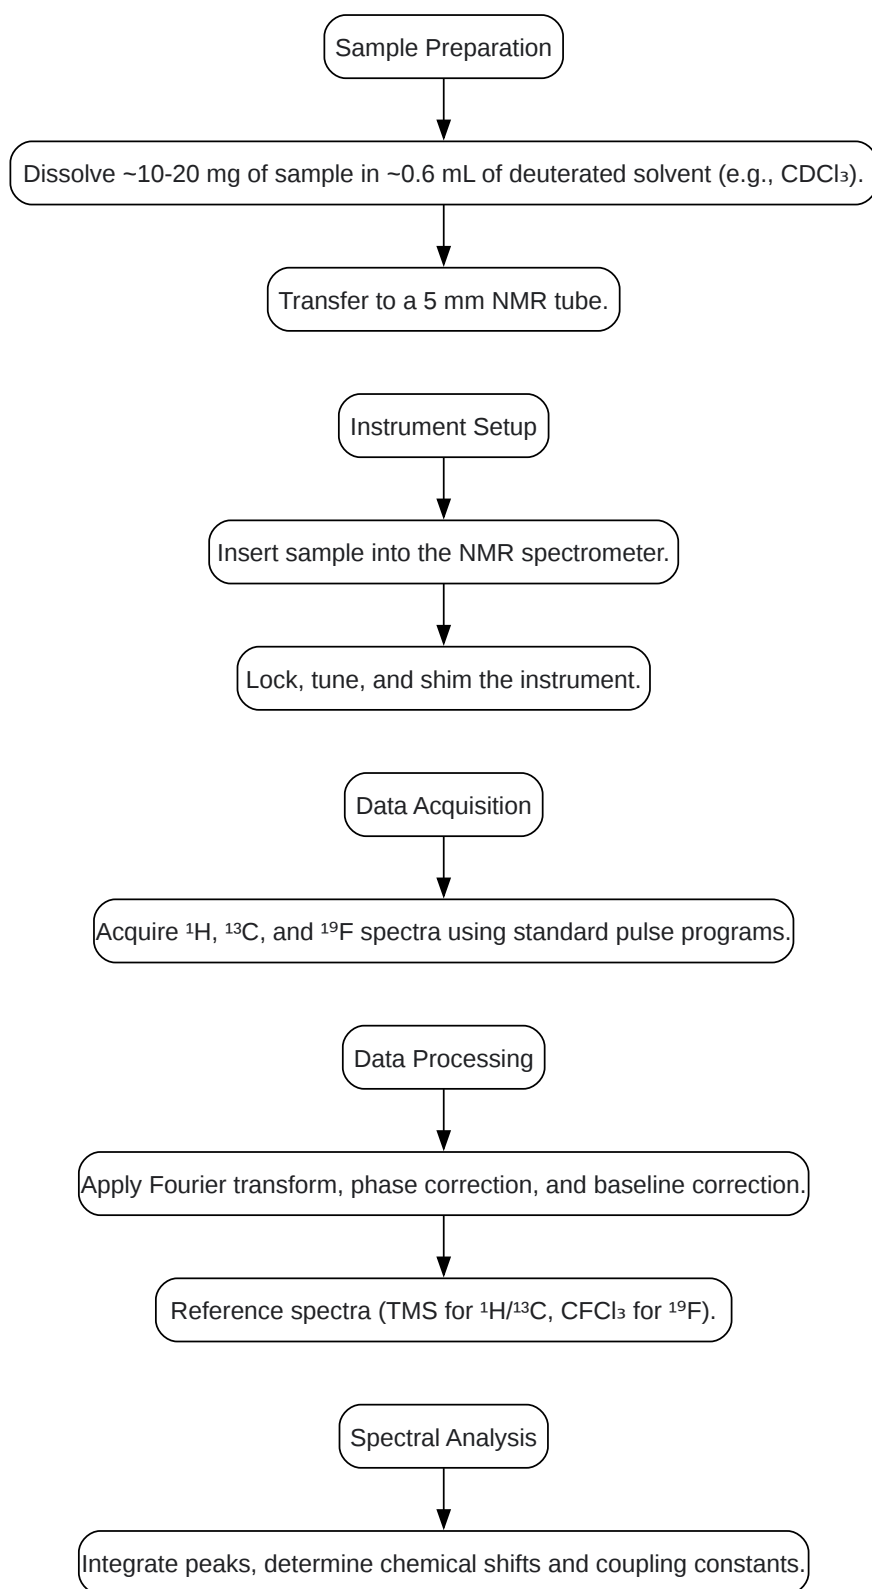 Sample Preparation
Dissolve ~10-20 mg of sample in ~0.6 mL of deuterated solvent (e.g., CDCl₃).
Transfer to a 5 mm NMR tube.
Instrument Setup
Insert sample into the NMR spectrometer.
Lock, tune, and shim the instrument.
Data Acquisition
Acquire ¹H, ¹³C, and ¹⁹F spectra using standard pulse programs.
Data Processing
Apply Fourier transform, phase correction, and baseline correction.
Reference spectra (TMS for ¹H/¹³C, CFCl₃ for ¹⁹F).
Spectral Analysis
Integrate peaks, determine chemical shifts and coupling constants.